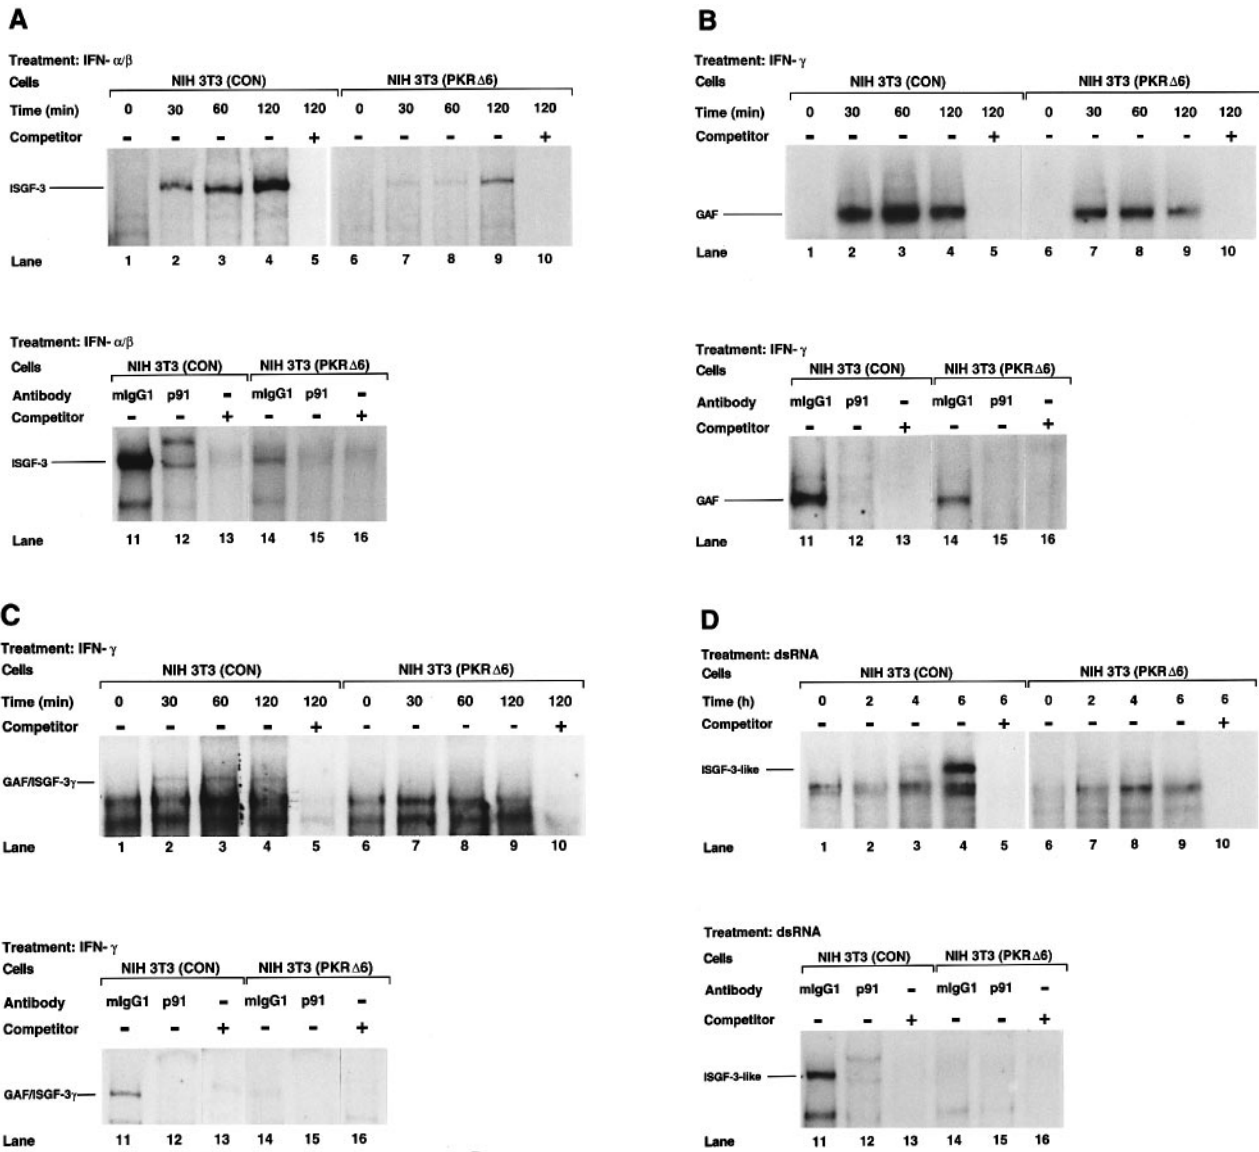 A
Treatment: IFN- α/β
Cells NIH 3T3 (CON) NIH 3T3 (PKRΔ6)
Time (min) 0 30 60 120 120 0 30 60 120 120
Competitor - - - - + - - - - +
ISGF-3
Lane 1 2 3 4 5 6 7 8 9 10
Treatment: IFN- α/β
Cells NIH 3T3 (CON) NIH 3T3 (PKRΔ6)
Antibody mIgG1 p91 - mIgG1 p91 -
Competitor - - + - - +
ISGF-3
Lane 11 12 13 14 15 16
B
Treatment: IFN- γ
Cells NIH 3T3 (CON) NIH 3T3 (PKRΔ6)
Time (min) 0 30 60 120 120 0 30 60 120 120
Competitor - - - - + - - - - +
GAF
Lane 1 2 3 4 5 6 7 8 9 10
Treatment: IFN- γ
Cells NIH 3T3 (CON) NIH 3T3 (PKRΔ6)
Antibody mIgG1 p91 - mIgG1 p91 -
Competitor - - + - - +
GAF
Lane 11 12 13 14 15 16
C
Treatment: IFN- γ
Cells NIH 3T3 (CON) NIH 3T3 (PKRΔ6)
Time (min) 0 30 60 120 120 0 30 60 120 120
Competitor - - - - + - - - - +
GAF/ISGF-3γ
Lane 1 2 3 4 5 6 7 8 9 10
Treatment: IFN- γ
Cells NIH 3T3 (CON) NIH 3T3 (PKRΔ6)
Antibody mIgG1 p91 - mIgG1 p91 -
Competitor - - + - - +
GAF/ISGF-3γ
Lane 11 12 13 14 15 16
D
Treatment: dsRNA
Cells NIH 3T3 (CON) NIH 3T3 (PKRΔ6)
Time (h) 0 2 4 6 6 0 2 4 6 6
Competitor - - - - + - - - - +
ISGF-3-like
Lane 1 2 3 4 5 6 7 8 9 10
Treatment: dsRNA
Cells NIH 3T3 (CON) NIH 3T3 (PKRΔ6)
Antibody mIgG1 p91 - mIgG1 p91 -
Competitor - - + - - +
ISGF-3-like
Lane 11 12 13 14 15 16